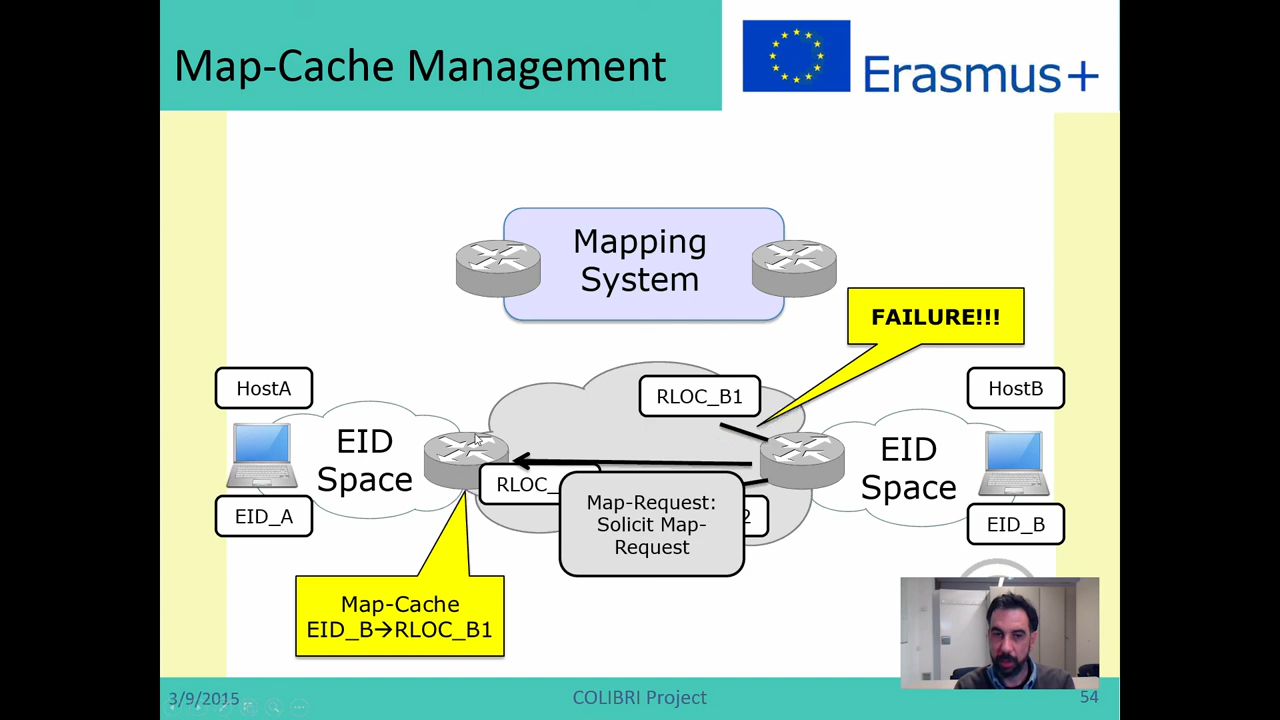 Map-Cache Management
Erasmus+
Mapping
System
FAILURE!!!
HostA
RLOC_B1
HostB
EID
Space
EID
Space
RLOC_
Map-Request:
Solicit Map-
Request
2
EID_A
EID_B
Map-Cache
EID_B→RLOC_B1
3/9/2015
COLIBRI Project
54